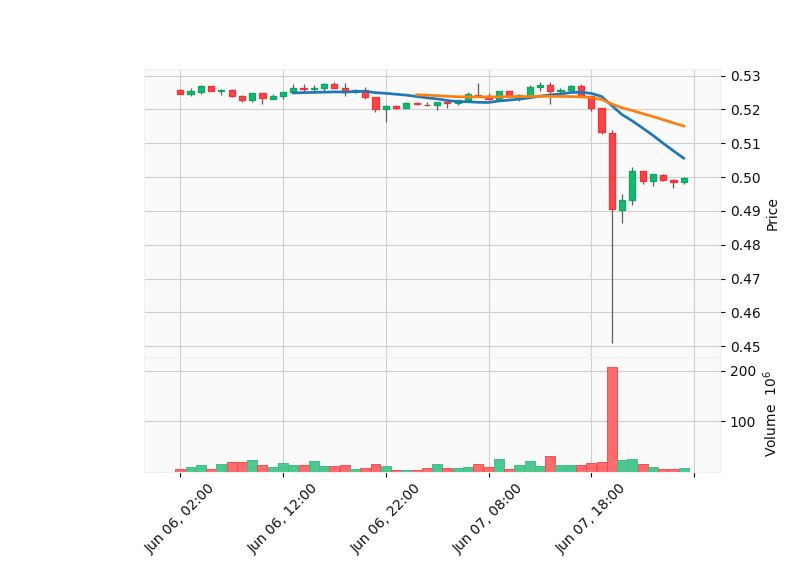 0.53
0.52
0.51
0.50
0.49
0.48
0.47
0.46
0.45
Price
200
100
Volume 10⁶
Jun 06, 02:00
Jun 06, 12:00
Jun 06, 22:00
Jun 07, 08:00
Jun 07, 18:00